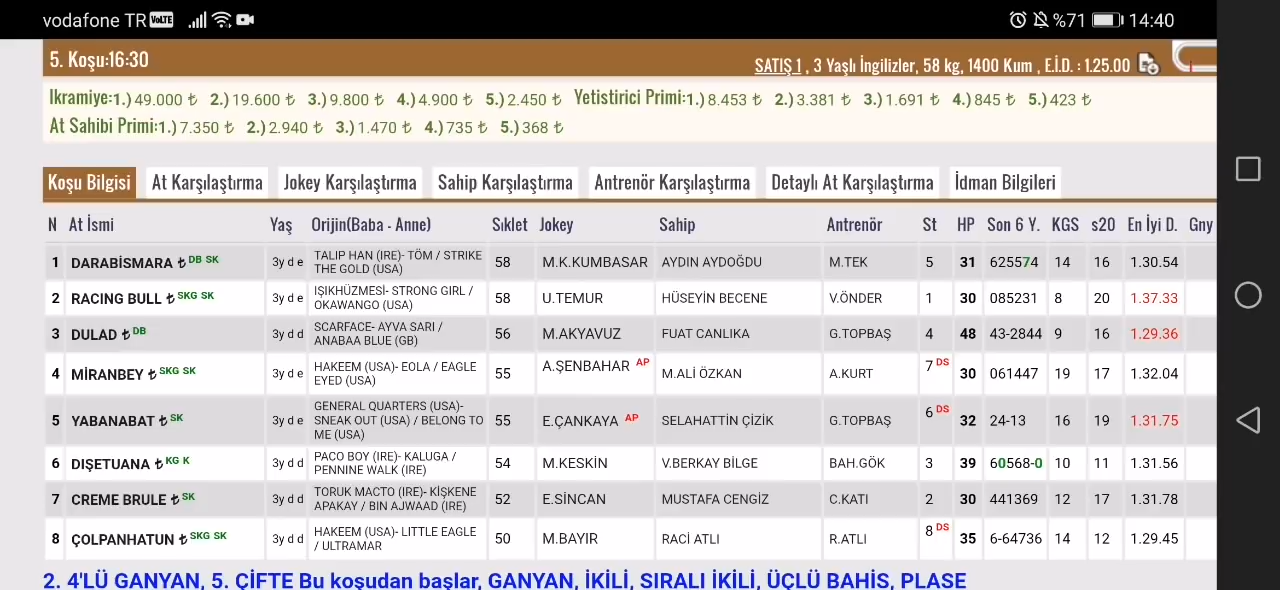 vodafone TR VoLTE %71 14:40
5. Koşu:16:30
SATIŞ 1 , 3 Yaşlı İngilizler, 58 kg, 1400 Kum , E.İ.D. : 1.25.00
Ikramiye:1.) 49.000 ₺ 2.) 19.600 ₺ 3.) 9.800 ₺ 4.) 4.900 ₺ 5.) 2.450 ₺ Yetistirici Primi:1.) 8.453 ₺ 2.) 3.381 ₺ 3.) 1.691 ₺ 4.) 845 ₺ 5.) 423 ₺
At Sahibi Primi:1.) 7.350 ₺ 2.) 2.940 ₺ 3.) 1.470 ₺ 4.) 735 ₺ 5.) 368 ₺
Koşu Bilgisi At Karşılaştırma Jokey Karşılaştırma Sahip Karşılaştırma Antrenör Karşılaştırma Detaylı At Karşılaştırma İdman Bilgileri
N At İsmi Yaş Orijin(Baba - Anne) Sıklet Jokey Sahip Antrenör St HP Son 6 Y. KGS s20 En İyi D. Gny
1 DARABİSMARA ₺ DB SK 3y d e TALIP HAN (IRE)- TÖM / STRIKE THE GOLD (USA) 58 M.K.KUMBASAR AYDIN AYDOĞDU M.TEK 5 31 625574 14 16 1.30.54
2 RACING BULL ₺ SKG SK 3y d e IŞIKHÜZMESİ- STRONG GIRL / OKAWANGO (USA) 58 U.TEMUR HÜSEYİN BECENE V.ÖNDER 1 30 085231 8 20 1.37.33
3 DULAD ₺ DB 3y d d SCARFACE- AYVA SARI / ANABAA BLUE (GB) 56 M.AKYAVUZ FUAT CANLIKA G.TOPBAŞ 4 48 43-2844 9 16 1.29.36
4 MİRANBEY ₺ SKG SK 3y d e HAKEEM (USA)- EOLA / EAGLE EYED (USA) 55 A.ŞENBAHAR AP M.ALİ ÖZKAN A.KURT 7 DS 30 061447 19 17 1.32.04
5 YABANABAT ₺ SK 3y d e GENERAL QUARTERS (USA)- SNEAK OUT (USA) / BELONG TO ME (USA) 55 E.ÇANKAYA AP SELAHATTİN ÇİZİK G.TOPBAŞ 6 DS 32 24-13 16 19 1.31.75
6 DIŞETUANA ₺ KG K 3y d d PACO BOY (IRE)- KALUGA / PENNINE WALK (IRE) 54 M.KESKİN V.BERKAY BİLGE BAH.GÖK 3 39 60568-0 10 11 1.31.56
7 CREME BRULE ₺ SK 3y d d TORUK MACTO (IRE)- KİŞKENE APAKAY / BIN AJWAAD (IRE) 52 E.SİNCAN MUSTAFA CENGİZ C.KATI 2 30 441369 12 17 1.31.78
8 ÇOLPANHATUN ₺ SKG SK 3y d d HAKEEM (USA)- LITTLE EAGLE / ULTRAMAR 50 M.BAYIR RACİ ATLI R.ATLI 8 DS 35 6-64736 14 12 1.29.45
2. 4'LÜ GANYAN, 5. ÇİFTE Bu koşudan başlar, GANYAN, İKİLİ, SIRALI İKİLİ, ÜÇLÜ BAHİS, PLASE